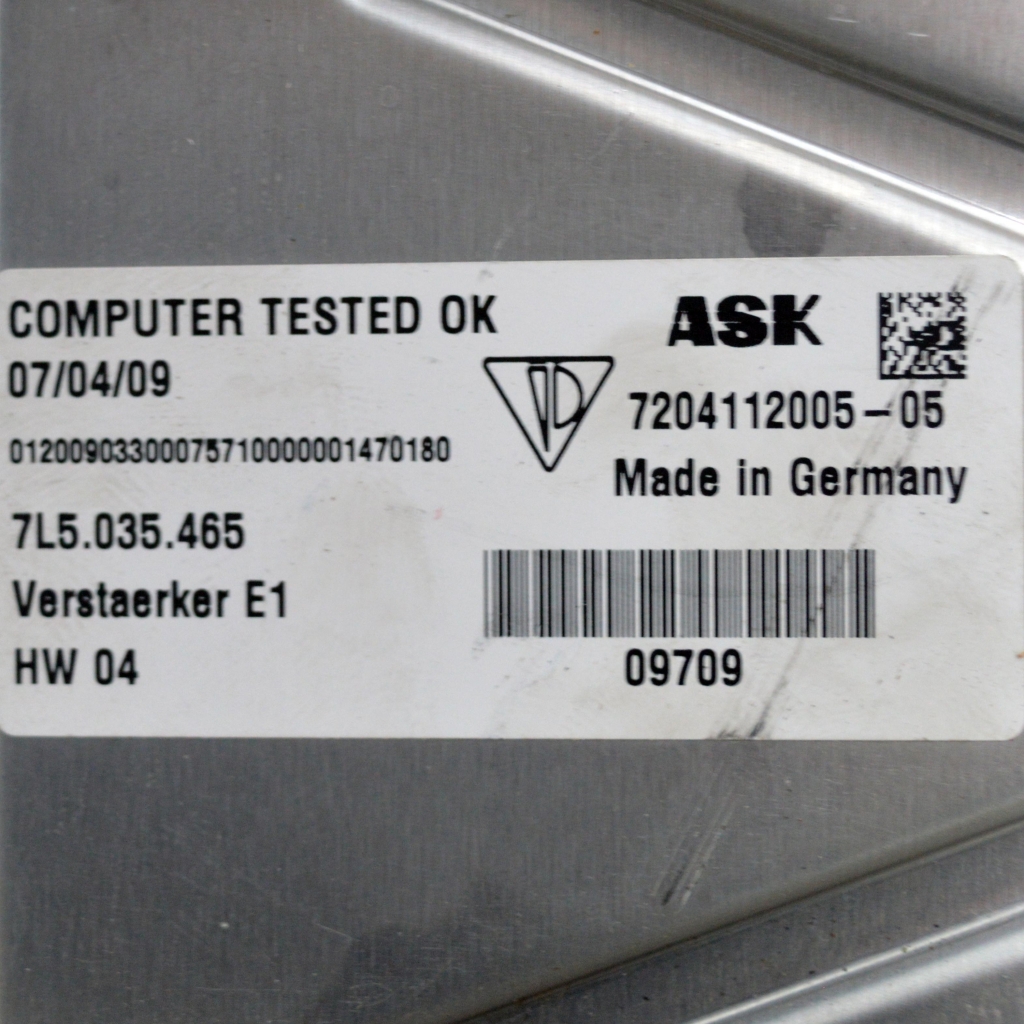 COMPUTER TESTED OK
07/04/09
01200903300075710000001470180
7L5.035.465
Verstaerker E1
HW 04
ASK
7204112005-05
Made in Germany
09709